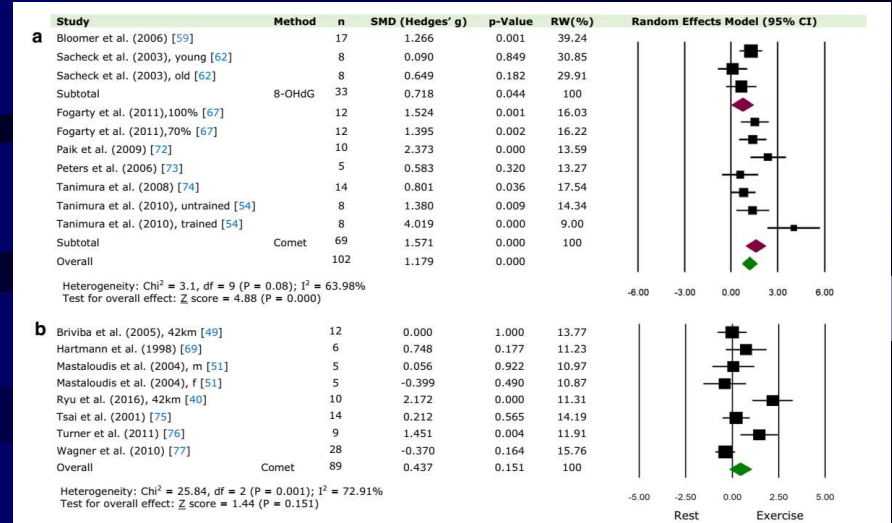 Study Method n SMD (Hedges' g) p-Value RW(%) Random Effects Model (95% CI)
a Bloomer et al. (2006) [59] 17 1.266 0.001 39.24
Sacheck et al. (2003), young [62] 8 0.090 0.849 30.85
Sacheck et al. (2003), old [62] 8 0.649 0.182 29.91
Subtotal 8-OHdG 33 0.718 0.044 100
Fogarty et al. (2011),100% [67] 12 1.524 0.001 16.03
Fogarty et al. (2011),70% [67] 12 1.395 0.002 16.22
Paik et al. (2009) [72] 10 2.373 0.000 13.59
Peters et al. (2006) [73] 5 0.583 0.320 13.27
Tanimura et al. (2008) [74] 14 0.801 0.036 17.54
Tanimura et al. (2010), untrained [54] 8 1.380 0.009 14.34
Tanimura et al. (2010), trained [54] 8 4.019 0.000 9.00
Subtotal Comet 69 1.571 0.000 100
Overall 102 1.179 0.000
Heterogeneity: Chi² = 3.1, df = 9 (P = 0.08); I² = 63.98%
Test for overall effect: Z score = 4.88 (P = 0.000)
-6.00 -3.00 0.00 3.00 6.00
b Briviba et al. (2005), 42km [49] 12 0.000 1.000 13.77
Hartmann et al. (1998) [69] 6 0.748 0.177 11.23
Mastaloudis et al. (2004), m [51] 5 0.056 0.922 10.97
Mastaloudis et al. (2004), f [51] 5 -0.399 0.490 10.87
Ryu et al. (2016), 42km [40] 10 2.172 0.000 11.31
Tsai et al. (2001) [75] 14 0.212 0.565 14.19
Turner et al. (2011) [76] 9 1.451 0.004 11.91
Wagner et al. (2010) [77] 28 -0.370 0.164 15.76
Overall Comet 89 0.437 0.151 100
Heterogeneity: Chi² = 25.84, df = 2 (P = 0.001); I² = 72.91%
Test for overall effect: Z score = 1.44 (P = 0.151)
-5.00 -2.50 0.00 2.50 5.00
Rest Exercise